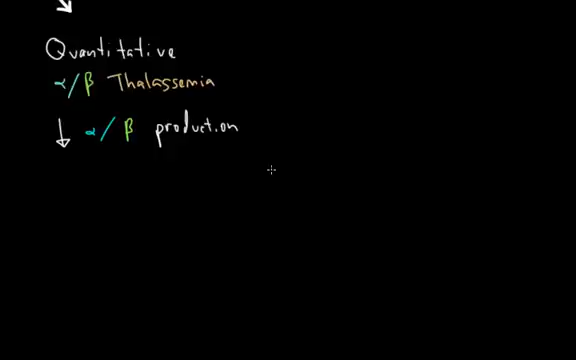 Quantitative
α/β Thalassemia
↓ α/β production